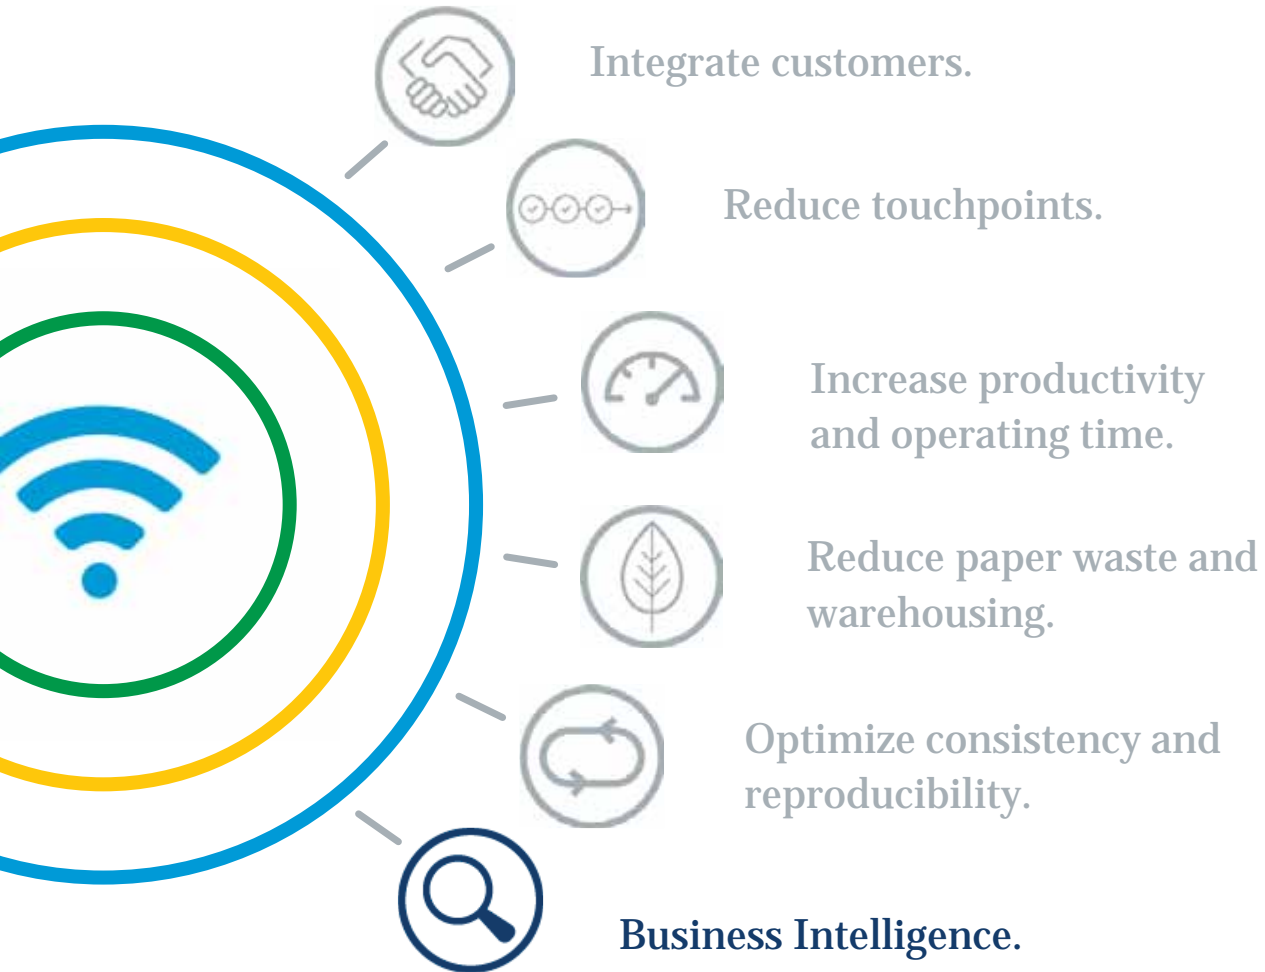 Integrate customers.
Reduce touchpoints.
Increase productivity
and operating time.
Reduce paper waste and
warehousing.
Optimize consistency and
reproducibility.
Business Intelligence.